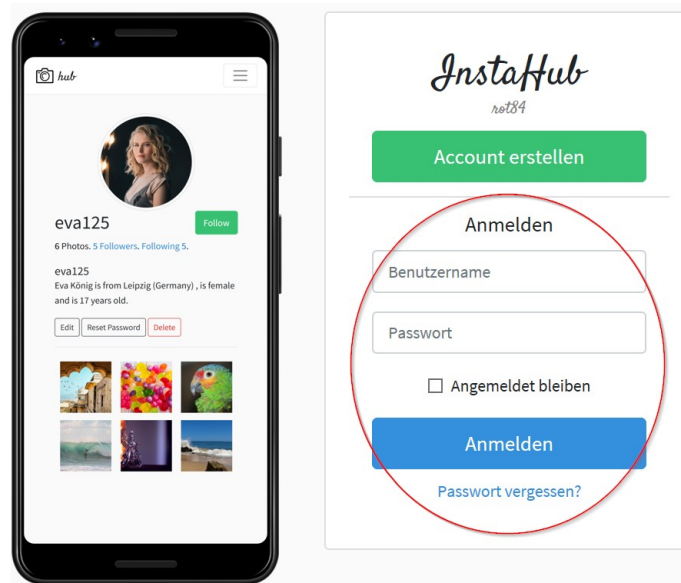 hub
eva125
Follow
6 Photos. 5 Followers. Following 5.
eva125
Eva König is from Leipzig (Germany) , is female
and is 17 years old.
Edit Reset Password Delete
InstaHub
rot84
Account erstellen
Anmelden
Benutzername
Passwort
Angemeldet bleiben
Anmelden
Passwort vergessen?